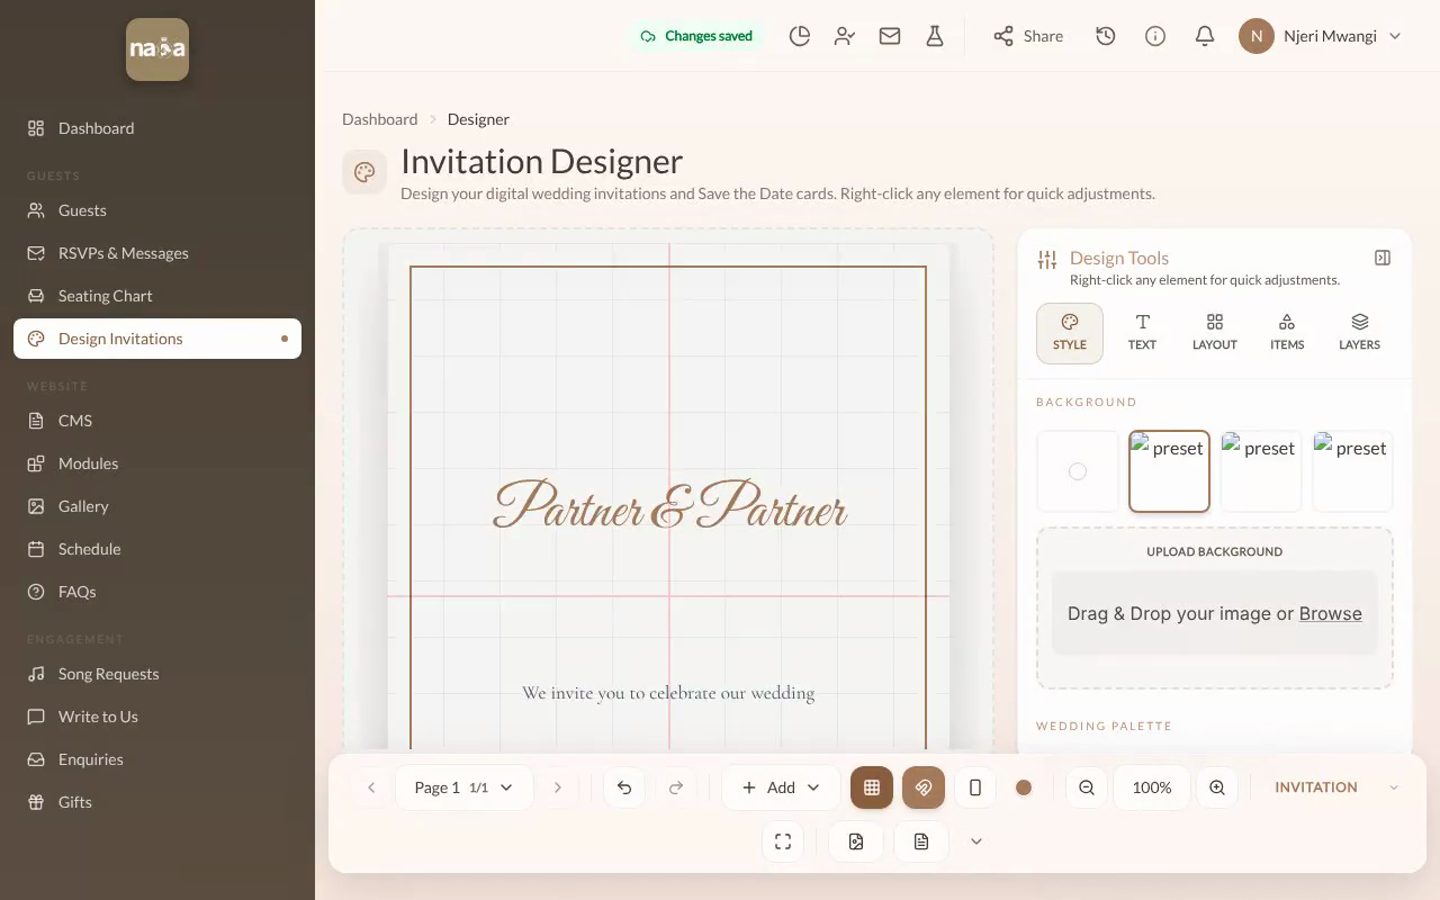 naia
Dashboard
GUESTS
Guests
RSVPs & Messages
Seating Chart
Design Invitations
WEBSITE
CMS
Modules
Gallery
Schedule
FAQs
ENGAGEMENT
Song Requests
Write to Us
Enquiries
Gifts
Changes saved
Share
N
Njeri Mwangi
Dashboard
Designer
Invitation Designer
Design your digital wedding invitations and Save the Date cards. Right-click any element for quick adjustments.
Partner & Partner
We invite you to celebrate our wedding
Design Tools
Right-click any element for quick adjustments.
STYLE
TEXT
LAYOUT
ITEMS
LAYERS
BACKGROUND
preset
preset
preset
UPLOAD BACKGROUND
Drag & Drop your image or Browse
WEDDING PALETTE
Page 1 1/1
Add
100%
INVITATION